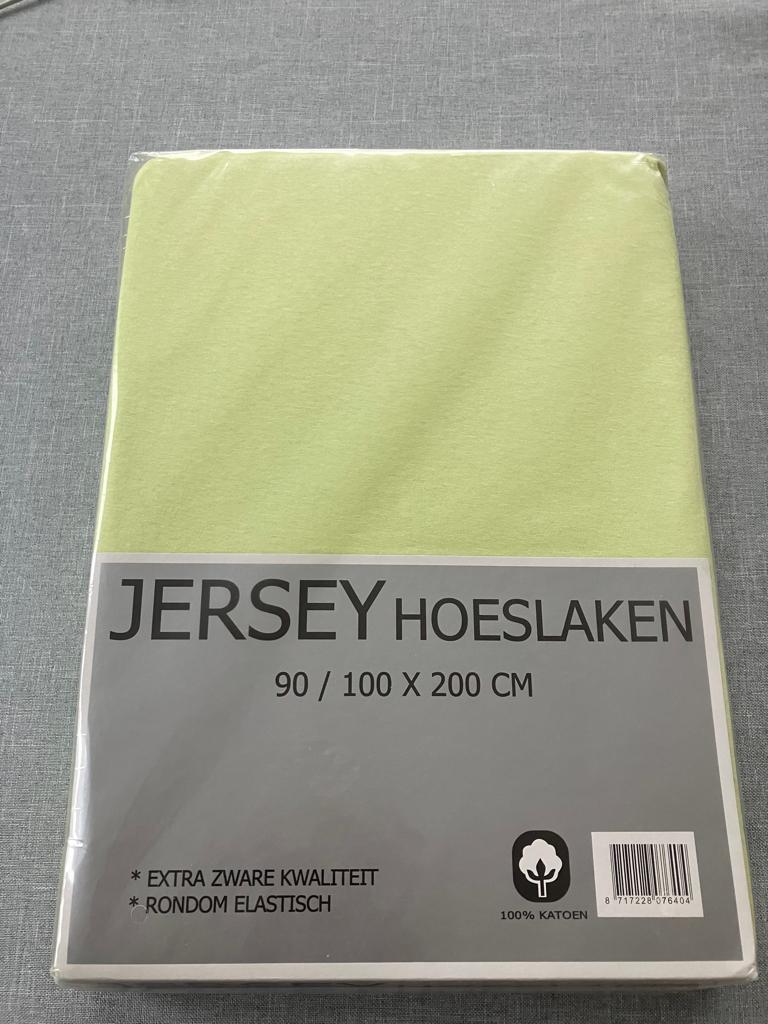 JERSEY HOESLAKEN
90 / 100 X 200 CM
* EXTRA ZWARE KWALITEIT
* RONDOM ELASTISCH
100% KATOEN
8 717228 076404